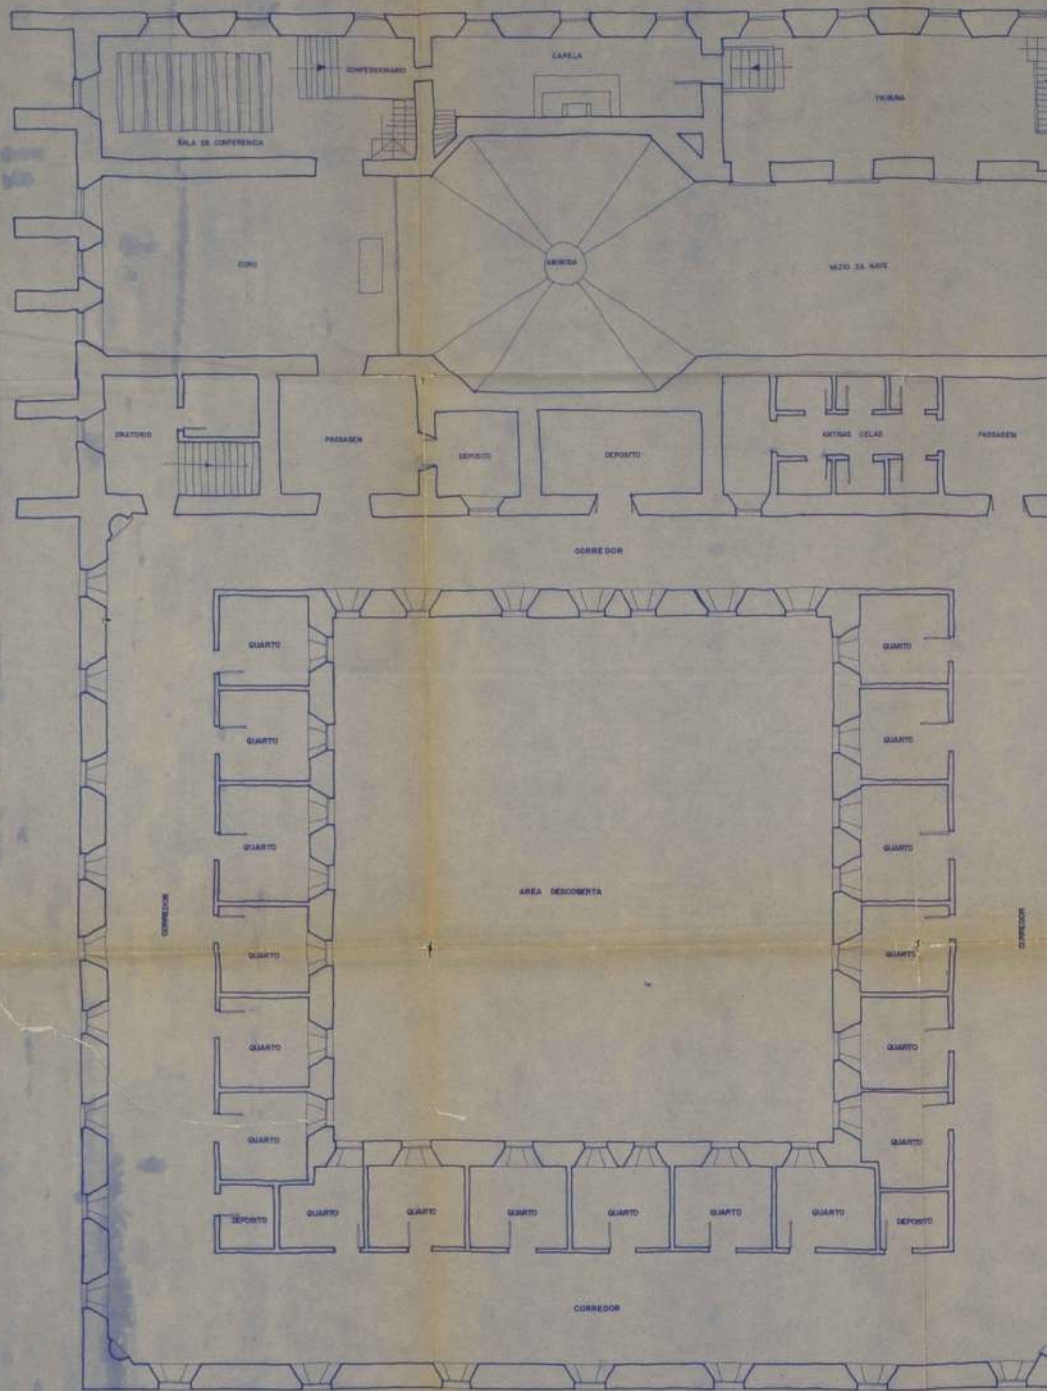 CAPELA
CONFESSIONARIO
TRIBUNA
SALA DE CONFERENCIA
CORO
ABOBODA
VAZIO DA NAVE
ORATORIO
PASSAGEM
DEPOSITO
DEPOSITO
ANTIGAS CELAS
PASSAGEM
CORREDOR
QUARTO
QUARTO
QUARTO
QUARTO
QUARTO
QUARTO
AREA DESCOBERTA
CORREDOR
CORREDOR
QUARTO
QUARTO
QUARTO
QUARTO
QUARTO
QUARTO
DEPOSITO
QUARTO
QUARTO
QUARTO
QUARTO
QUARTO
QUARTO
DEPOSITO
CORREDOR